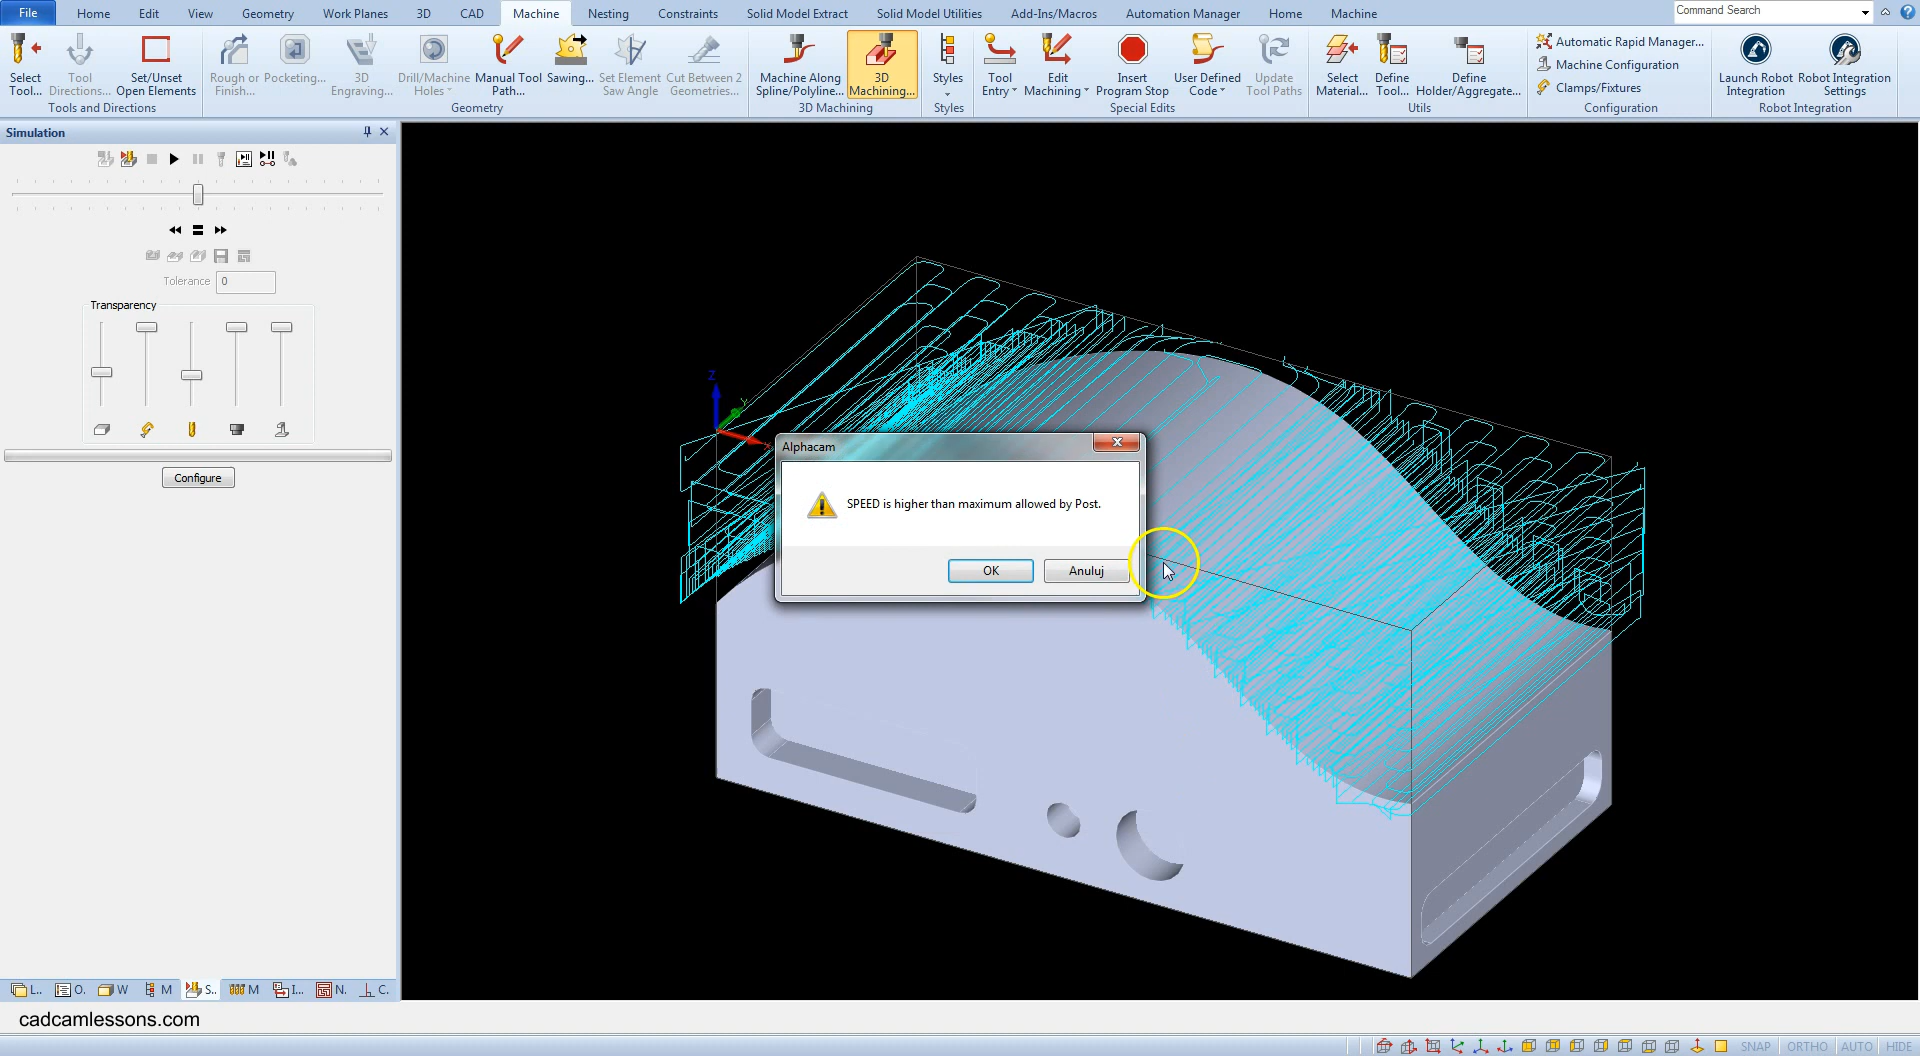 File Home Edit View Geometry Work Planes 3D CAD Machine Nesting Constraints Solid Model Extract Solid Model Utilities Add-Ins/Macros Automation Manager Home Machine Command Search
Select Tool...
Tool Directions...
Set/Unset Open Elements
Tools and Directions
Rough or Finish...
Pocketing...
3D Engraving...
Drill/Machine Holes
Manual Tool Path...
Sawing...
Set Element Saw Angle
Cut Between 2 Geometries...
Geometry
Machine Along Spline/Polyline...
3D Machining...
3D Machining
Styles
Styles
Tool Entry
Edit Machining
Insert Program Stop
User Defined Code
Update Tool Paths
Special Edits
Select Material...
Define Tool...
Define Holder/Aggregate...
Utils
Automatic Rapid Manager...
Machine Configuration
Clamps/Fixtures
Configuration
Launch Robot Integration
Robot Integration Settings
Robot Integration
Simulation
Tolerance 0
Transparency
Configure
Z
Y
X
Alphacam
SPEED is higher than maximum allowed by Post.
OK Anuluj
L.. O. W M S.. M I... N. C.
cadcamlessons.com
SNAP ORTHO AUTO HIDE